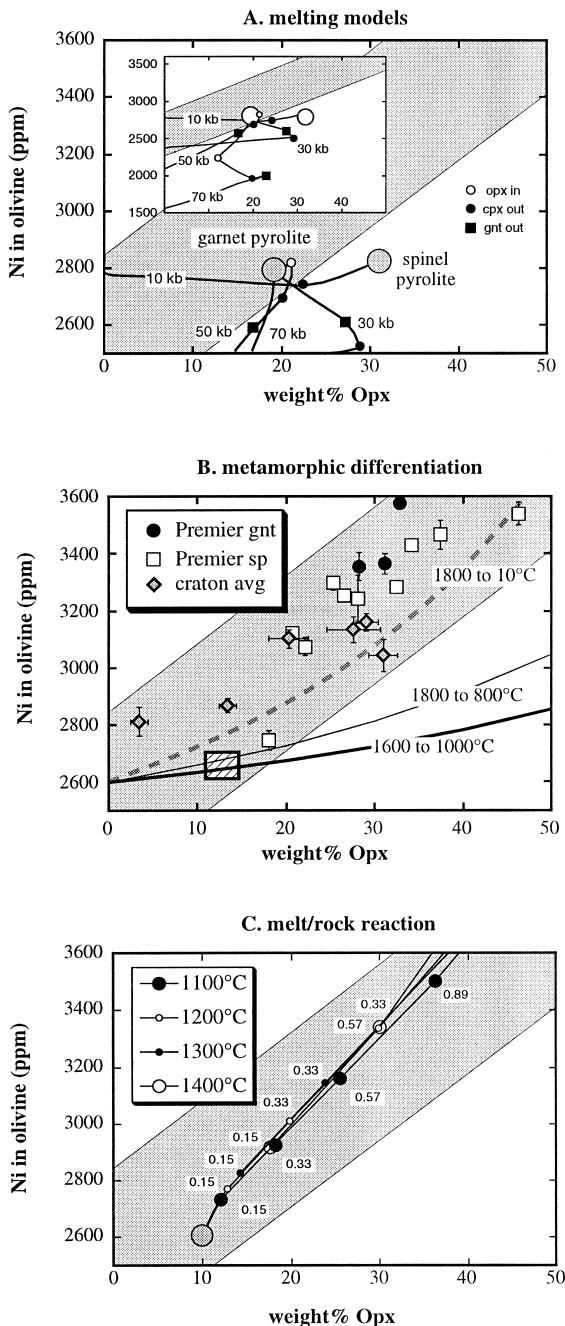 A. melting models
3600
3400
3200
3000
2800
2600
Ni in olivine (ppm)
3500
3000
2500
2000
1500
10 kb
50 kb
30 kb
70 kb
0
20
40
opx in
cpx out
gnt out
garnet pyrolite
spinel
pyrolite
10 kb
50 kb
70 kb
30 kb
0 10 20 30 40 50
weight% Opx
B. metamorphic differentiation
3600
3400
3200
3000
2800
2600
Ni in olivine (ppm)
Premier gnt
Premier sp
craton avg
1800 to 10°C
1800 to 800°C
1600 to 1000°C
0 10 20 30 40 50
weight% Opx
C. melt/rock reaction
3600
3400
3200
3000
2800
2600
Ni in olivine (ppm)
1100°C
1200°C
1300°C
1400°C
0.33
0.89
0.57
0.33
0.57
0.33
0.15
0.33
0.15
0.15
0.15
0 10 20 30 40 50
weight% Opx